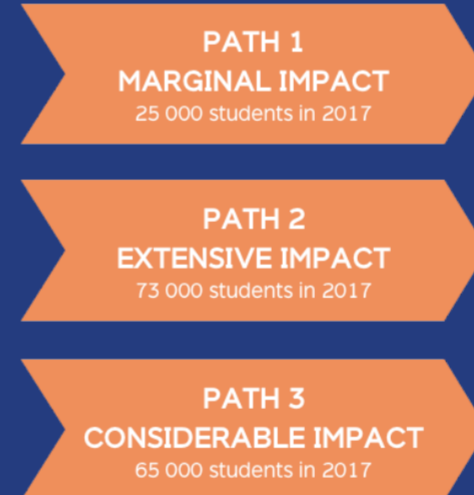 PATH 1
MARGINAL IMPACT
25 000 students in 2017
PATH 2
EXTENSIVE IMPACT
73 000 students in 2017
PATH 3
CONSIDERABLE IMPACT
65 000 students in 2017